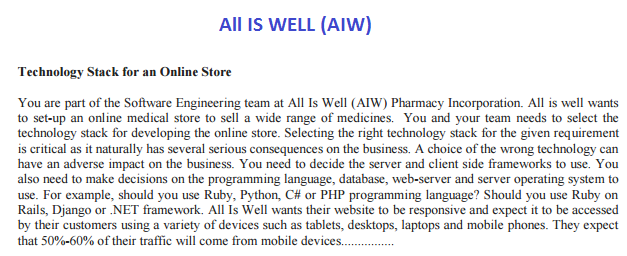 All IS WELL (AIW)
Technology Stack for an Online Store
You are part of the Software Engineering team at All Is Well (AIW) Pharmacy Incorporation. All is well wants
to set-up an online medical store to sell a wide range of medicines. You and your team needs to select the
technology stack for developing the online store. Selecting the right technology stack for the given requirement
is critical as it naturally has several serious consequences on the business. A choice of the wrong technology can
have an adverse impact on the business. You need to decide the server and client side frameworks to use. You
also need to make decisions on the programming language, database, web-server and server operating system to
use. For example, should you use Ruby, Python, C# or PHP programming language? Should you use Ruby on
Rails, Django or .NET framework. All Is Well wants their website to be responsive and expect it to be accessed
by their customers using a variety of devices such as tablets, desktops, laptops and mobile phones. They expect
that 50%-60% of their traffic will come from mobile devices................